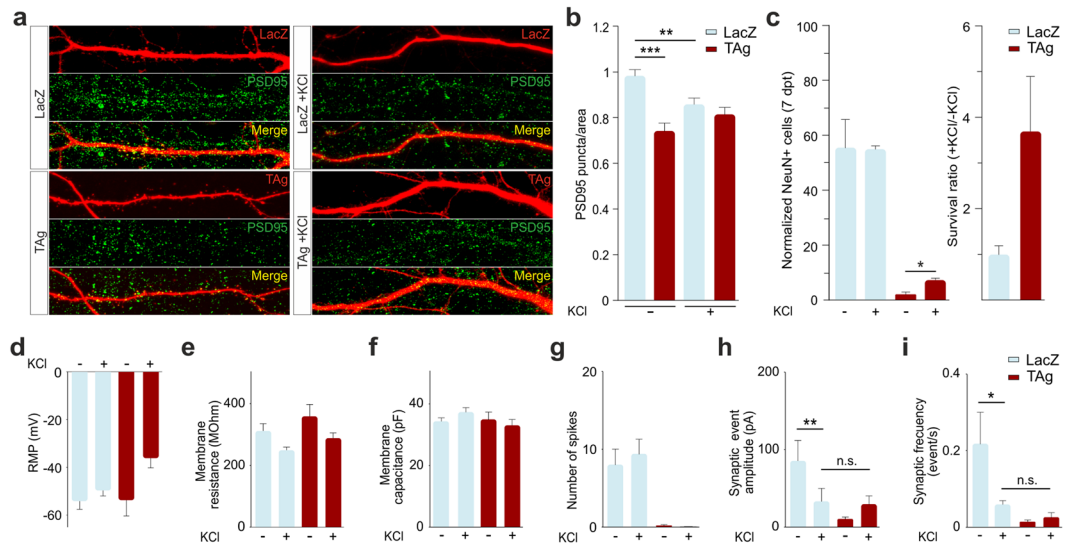 a
LacZ
PSD95
Merge
LacZ
LacZ
PSD95
Merge
LacZ +KCl
TAg
PSD95
Merge
TAg
TAg
PSD95
Merge
TAg +KCl
b
LacZ
TAg
**
***
PSD95 puncta/area
1.2
1
0.8
0.6
0.4
0.2
0
KCl
-
+
c
LacZ
TAg
Normalized NeuN+ cells (7 dpt)
100
80
60
40
20
0
*
KCl
- + - +
Survival ratio (+KCl/-KCl)
6
4
2
0
d
KCl
- + - +
RMP (mV)
0
-20
-40
-60
e
Membrane
resistance (MOhm)
400
200
0
KCl
- + - +
f
Membrane
capacitance (pF)
60
40
20
0
KCl
- + - +
g
Number of spikes
20
10
0
KCl
- + - +
h
Synaptic event
amplitude (pA)
200
100
0
**
n.s.
KCl
- + - +
i
LacZ
TAg
Synaptic frecuency
(event/s)
0.4
0.2
0
*
n.s.
KCl
- + - +